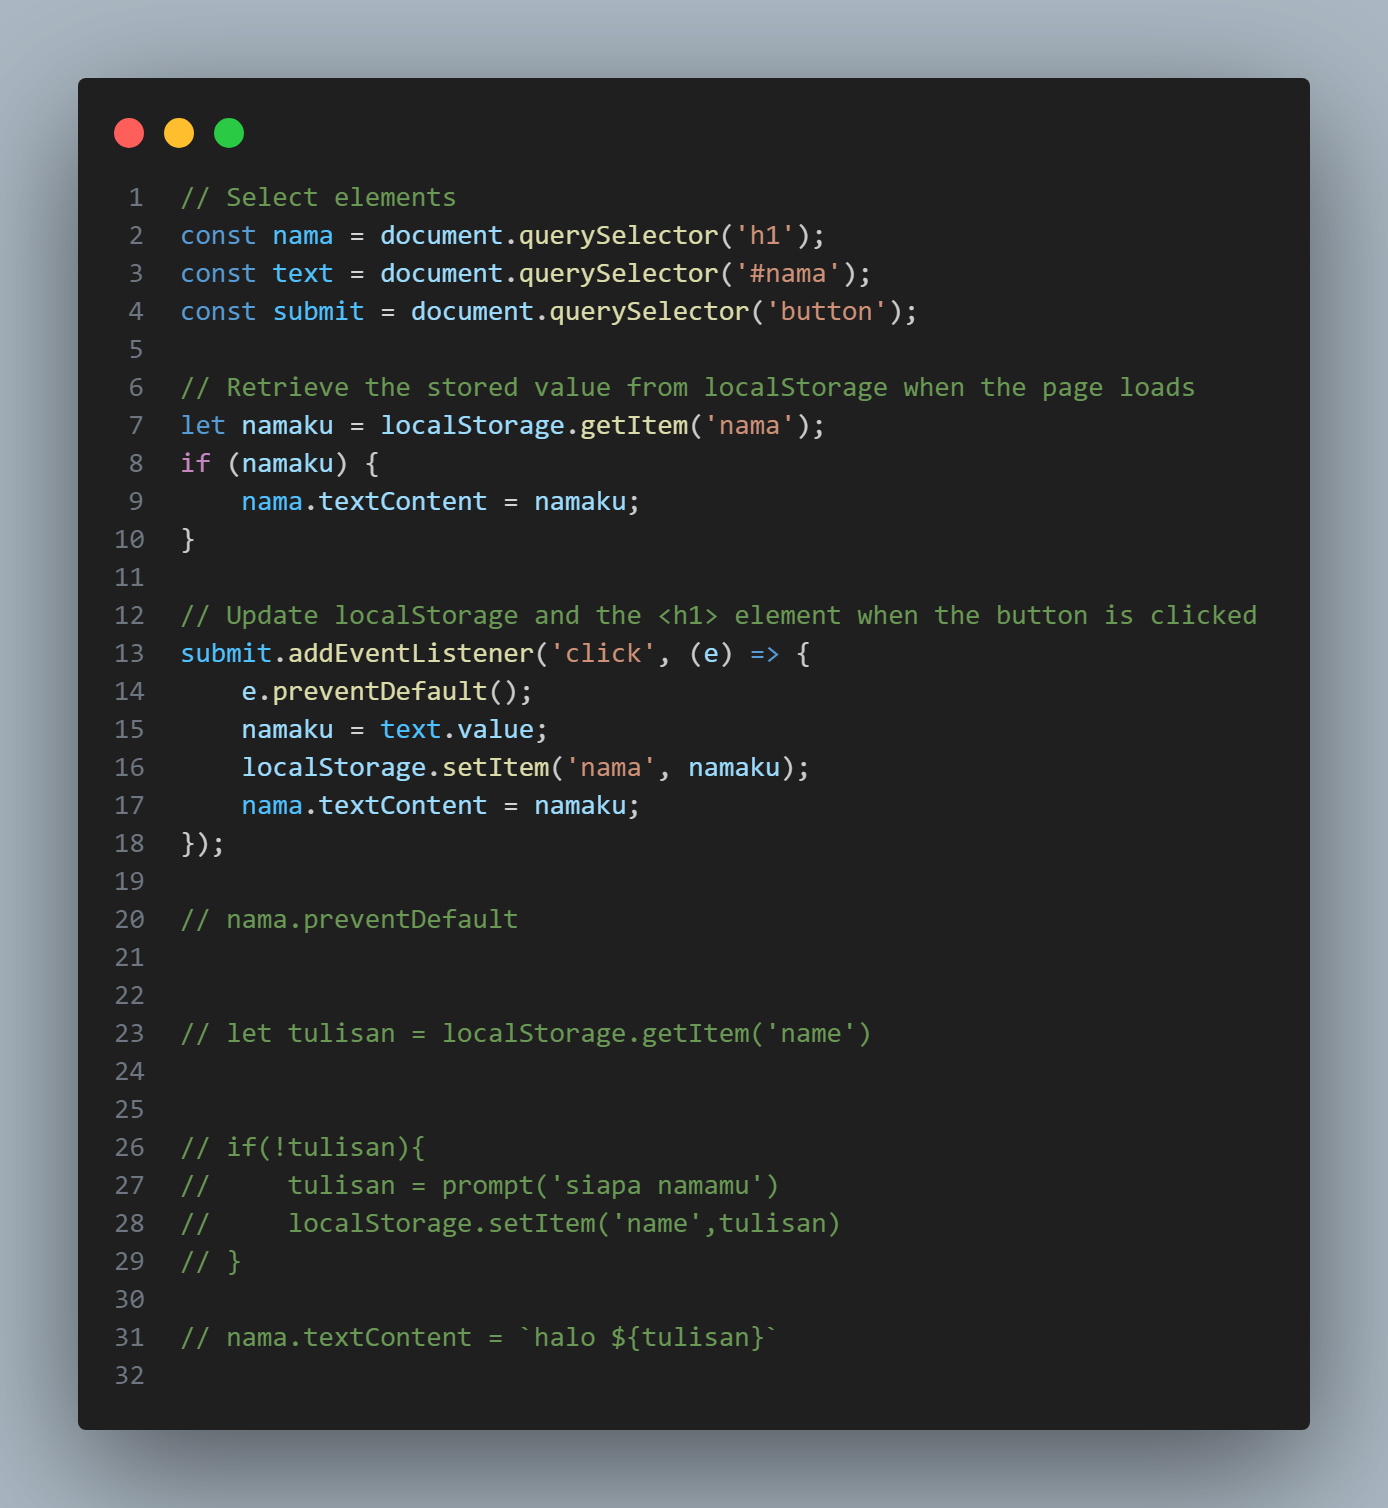 1 // Select elements
2 const nama = document.querySelector('h1');
3 const text = document.querySelector('#nama');
4 const submit = document.querySelector('button');
5
6 // Retrieve the stored value from localStorage when the page loads
7 let namaku = localStorage.getItem('nama');
8 if (namaku) {
9     nama.textContent = namaku;
10 }
11
12 // Update localStorage and the <h1> element when the button is clicked
13 submit.addEventListener('click', (e) => {
14     e.preventDefault();
15     namaku = text.value;
16     localStorage.setItem('nama', namaku);
17     nama.textContent = namaku;
18 });
19
20 // nama.preventDefault
21
22
23 // let tulisan = localStorage.getItem('name')
24
25
26 // if(!tulisan){
27 //     tulisan = prompt('siapa namamu')
28 //     localStorage.setItem('name',tulisan)
29 // }
30
31 // nama.textContent = `halo ${tulisan}`
32